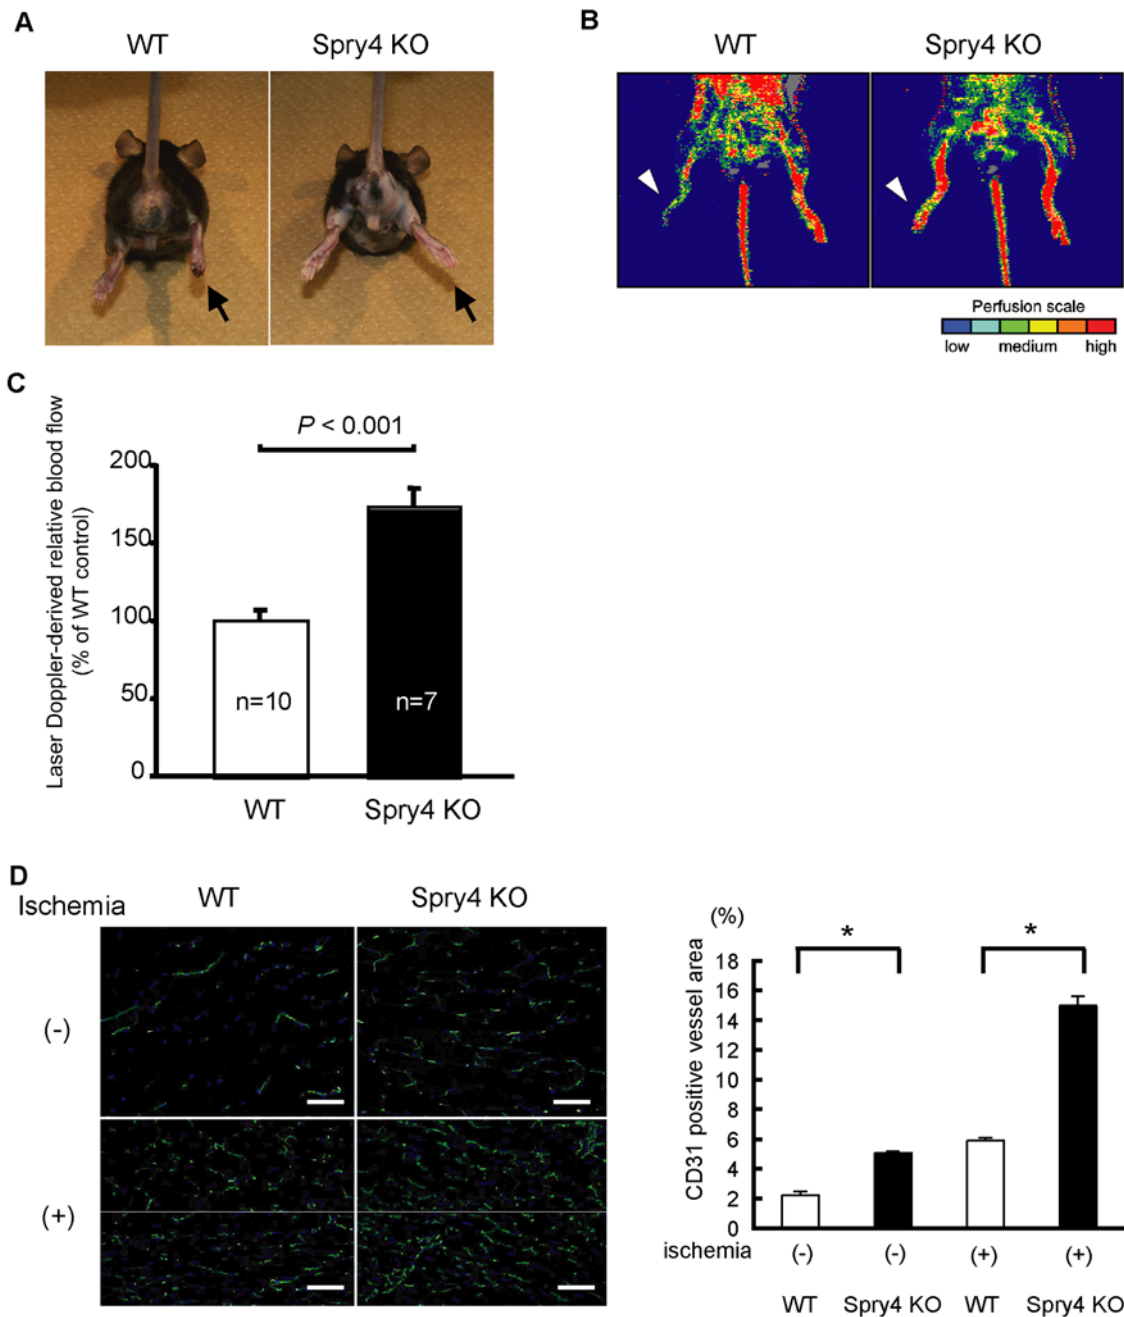 A
WT
Spry4 KO
B
WT
Spry4 KO
Perfusion scale
low
medium
high
C
P < 0.001
Laser Doppler-derived relative blood flow
(% of WT control)
200
150
100
50
0
n=10
n=7
WT
Spry4 KO
D
Ischemia
WT
Spry4 KO
(-)
(+)
(%)
*
*
CD31 positive vessel area
18
16
14
12
10
8
6
4
2
0
ischemia
(-)
(-)
(+)
(+)
WT
Spry4 KO
WT
Spry4 KO